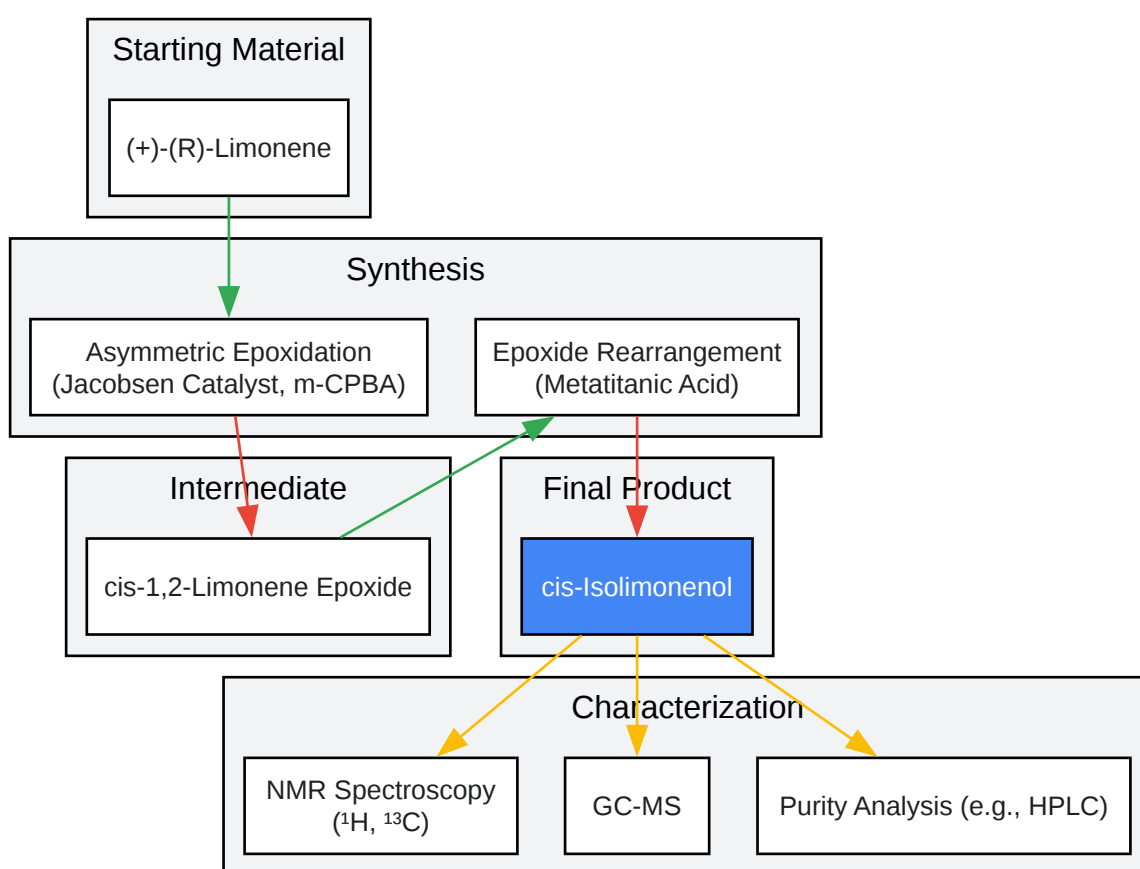 Starting Material
(+)-(R)-Limonene
Synthesis
Asymmetric Epoxidation
(Jacobsen Catalyst, m-CPBA)
Epoxide Rearrangement
(Metatitanic Acid)
Intermediate
cis-1,2-Limonene Epoxide
Final Product
cis-Isolimonenol
Characterization
NMR Spectroscopy
(¹H, ¹³C)
GC-MS
Purity Analysis (e.g., HPLC)